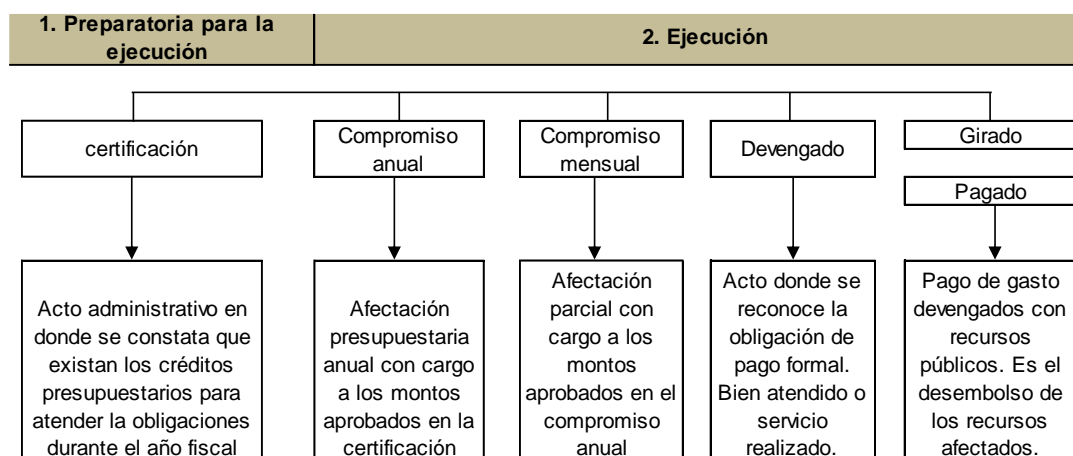 1. Preparatoria para la
ejecución
2. Ejecución
certificación
Compromiso
anual
Compromiso
mensual
Devengado
Girado
Pagado
Acto administrativo en
donde se constata que
existan los créditos
presupuestarios para
atender la obligaciones
durante el año fiscal
Afectación
presupuestaria
anual con cargo
a los montos
aprobados en la
certificación
Afectación
parcial con
cargo a los
montos
aprobados en el
compromiso
anual
Acto donde se
reconoce la
obligación de
pago formal.
Bien atendido o
servicio
realizado.
Pago de gasto
devengados con
recursos
públicos. Es el
desembolso de
los recursos
afectados.